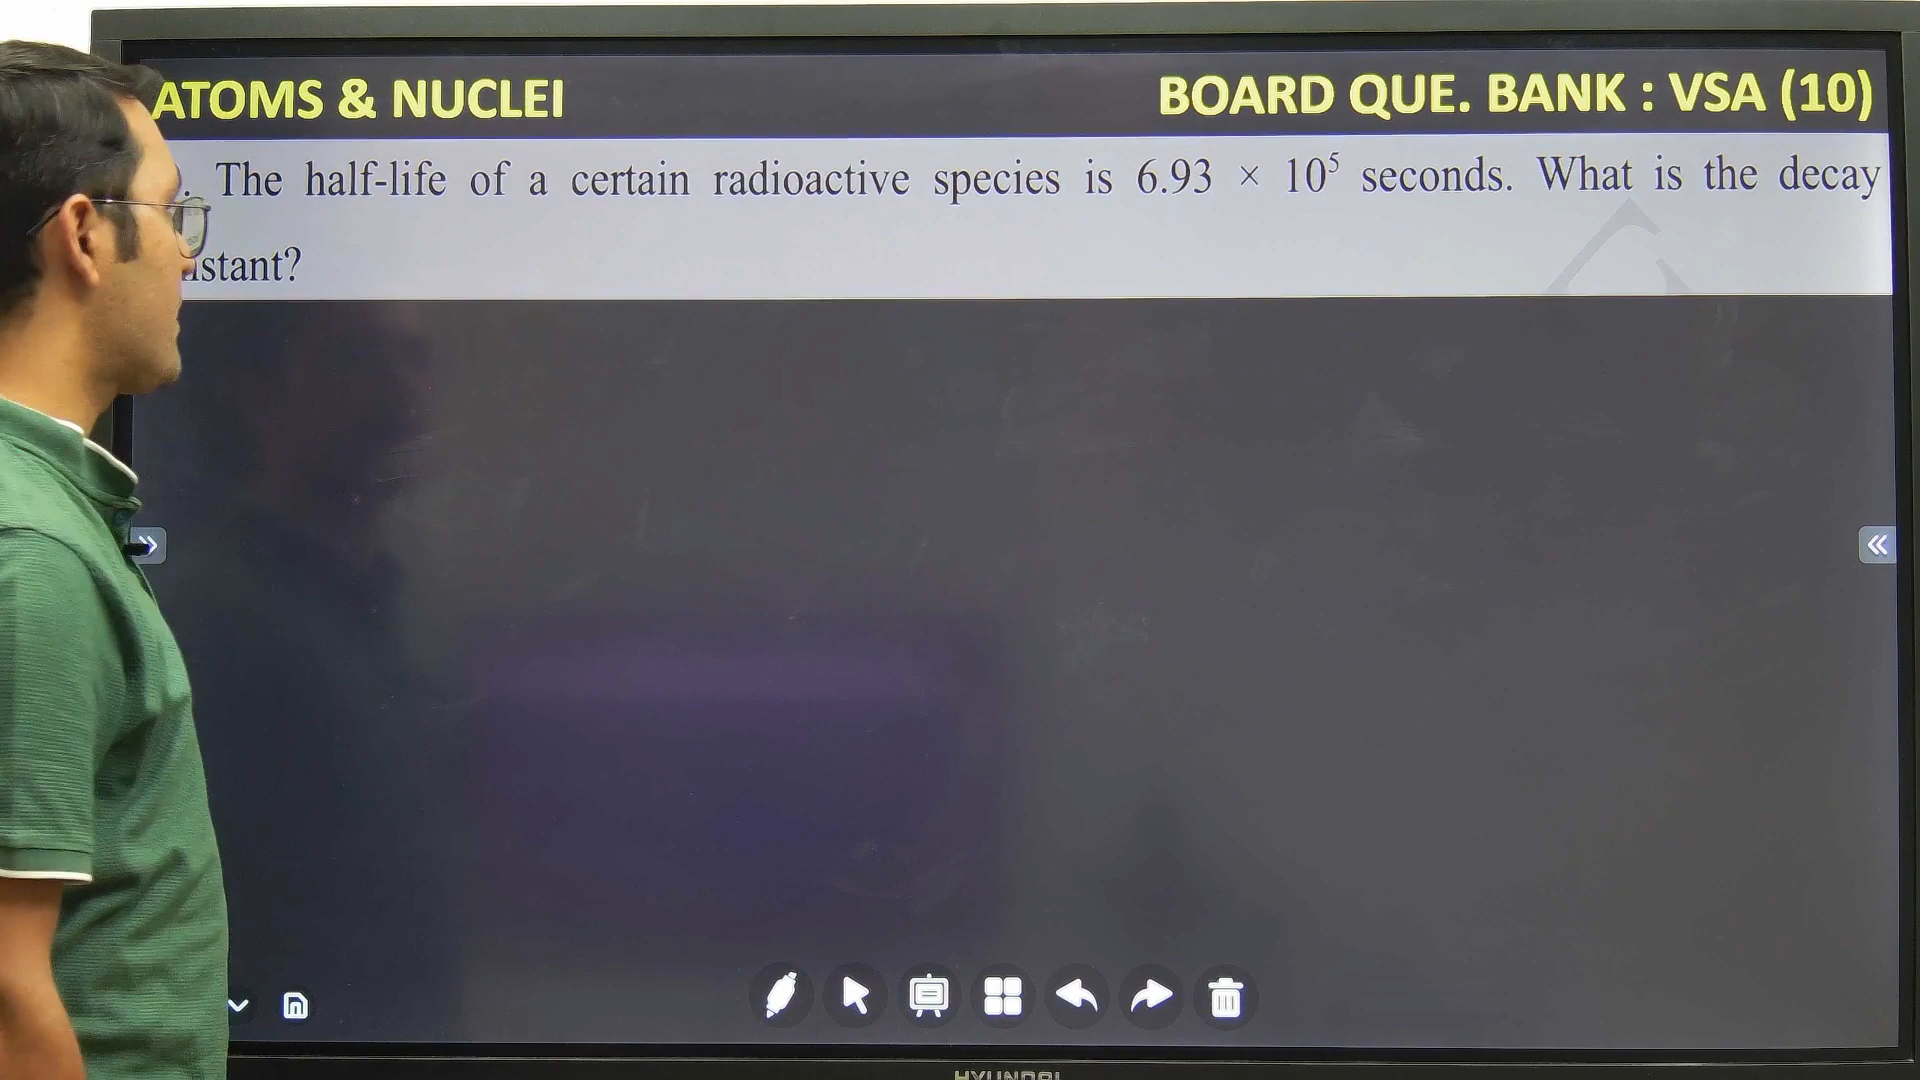 ATOMS & NUCLEI
BOARD QUE. BANK : VSA (10)
. The half-life of a certain radioactive species is 6.93 × 10⁵ seconds. What is the decay
stant?
HYUNDAI